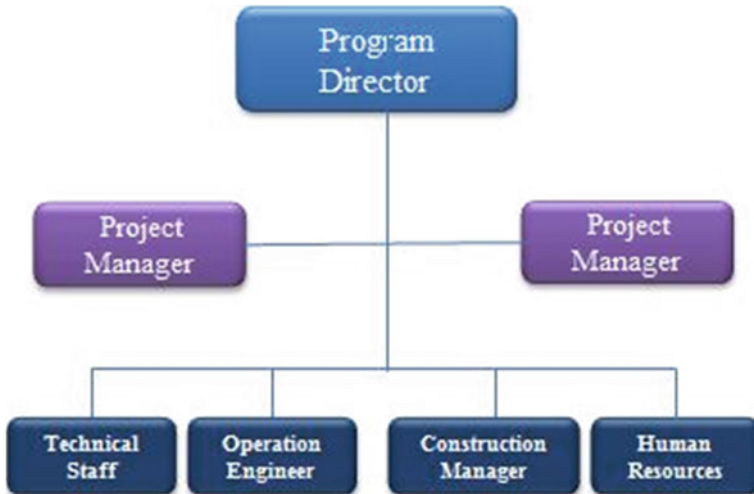 Program
Director
Project
Manager
Project
Manager
Technical
Staff
Operation
Engineer
Construction
Manager
Human
Resources